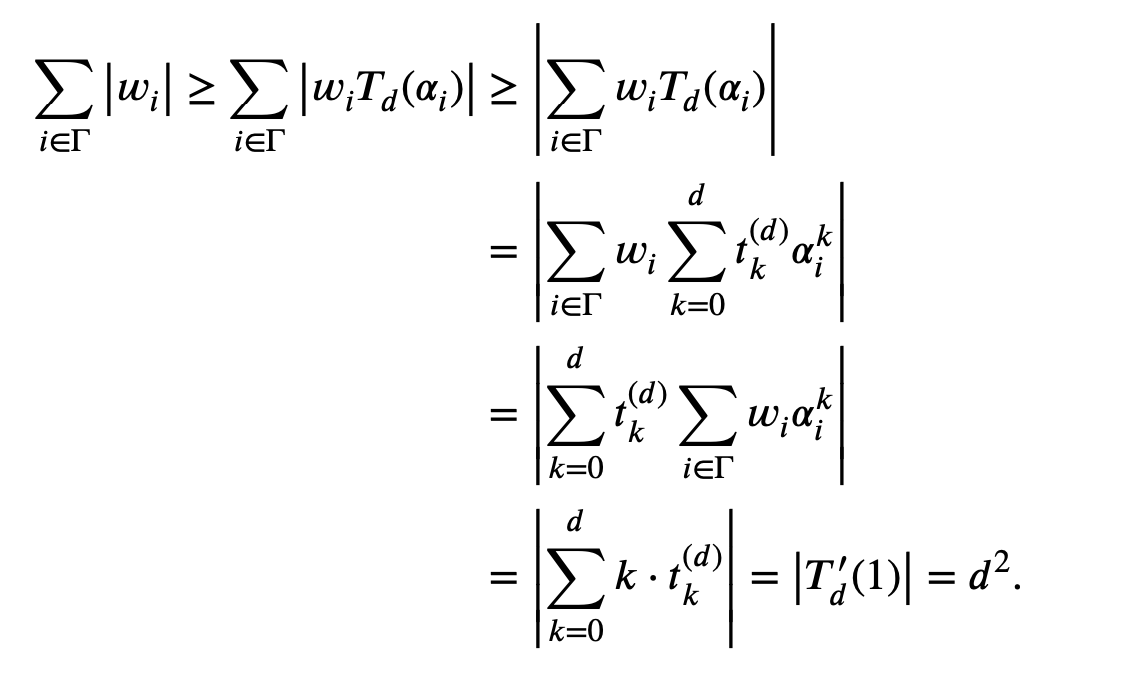 \sum_{i \in \Gamma} |w_i| \geq \sum_{i \in \Gamma} |w_i T_d(\alpha_i)| \geq \left| \sum_{i \in \Gamma} w_i T_d(\alpha_i) \right|
= \left| \sum_{i \in \Gamma} w_i \sum_{k=0}^{d} t_k^{(d)} \alpha_i^k \right|
= \left| \sum_{k=0}^{d} t_k^{(d)} \sum_{i \in \Gamma} w_i \alpha_i^k \right|
= \left| \sum_{k=0}^{d} k \cdot t_k^{(d)} \right| = |T_d'(1)| = d^2.